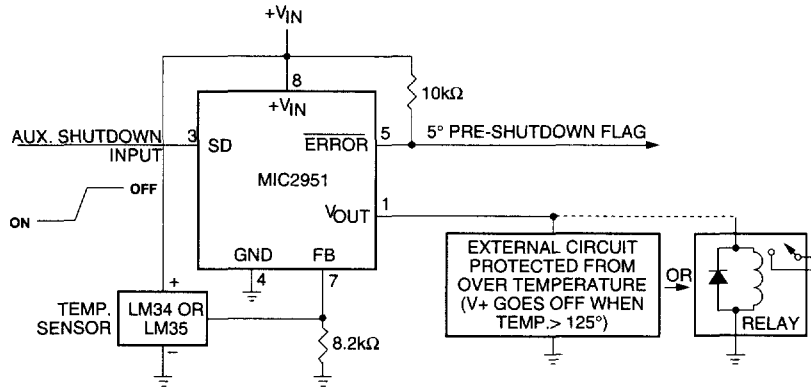 +VIN
8
+VIN
10kΩ
AUX. SHUTDOWN
INPUT
3
SD
ERROR
5
5° PRE-SHUTDOWN FLAG
MIC2951
ON
OFF
VOUT
1
GND
4
FB
7
EXTERNAL CIRCUIT
PROTECTED FROM
OVER TEMPERATURE
(V+ GOES OFF WHEN
TEMP.> 125°)
OR
RELAY
+
TEMP.
SENSOR
LM34 OR
LM35
−
8.2kΩ